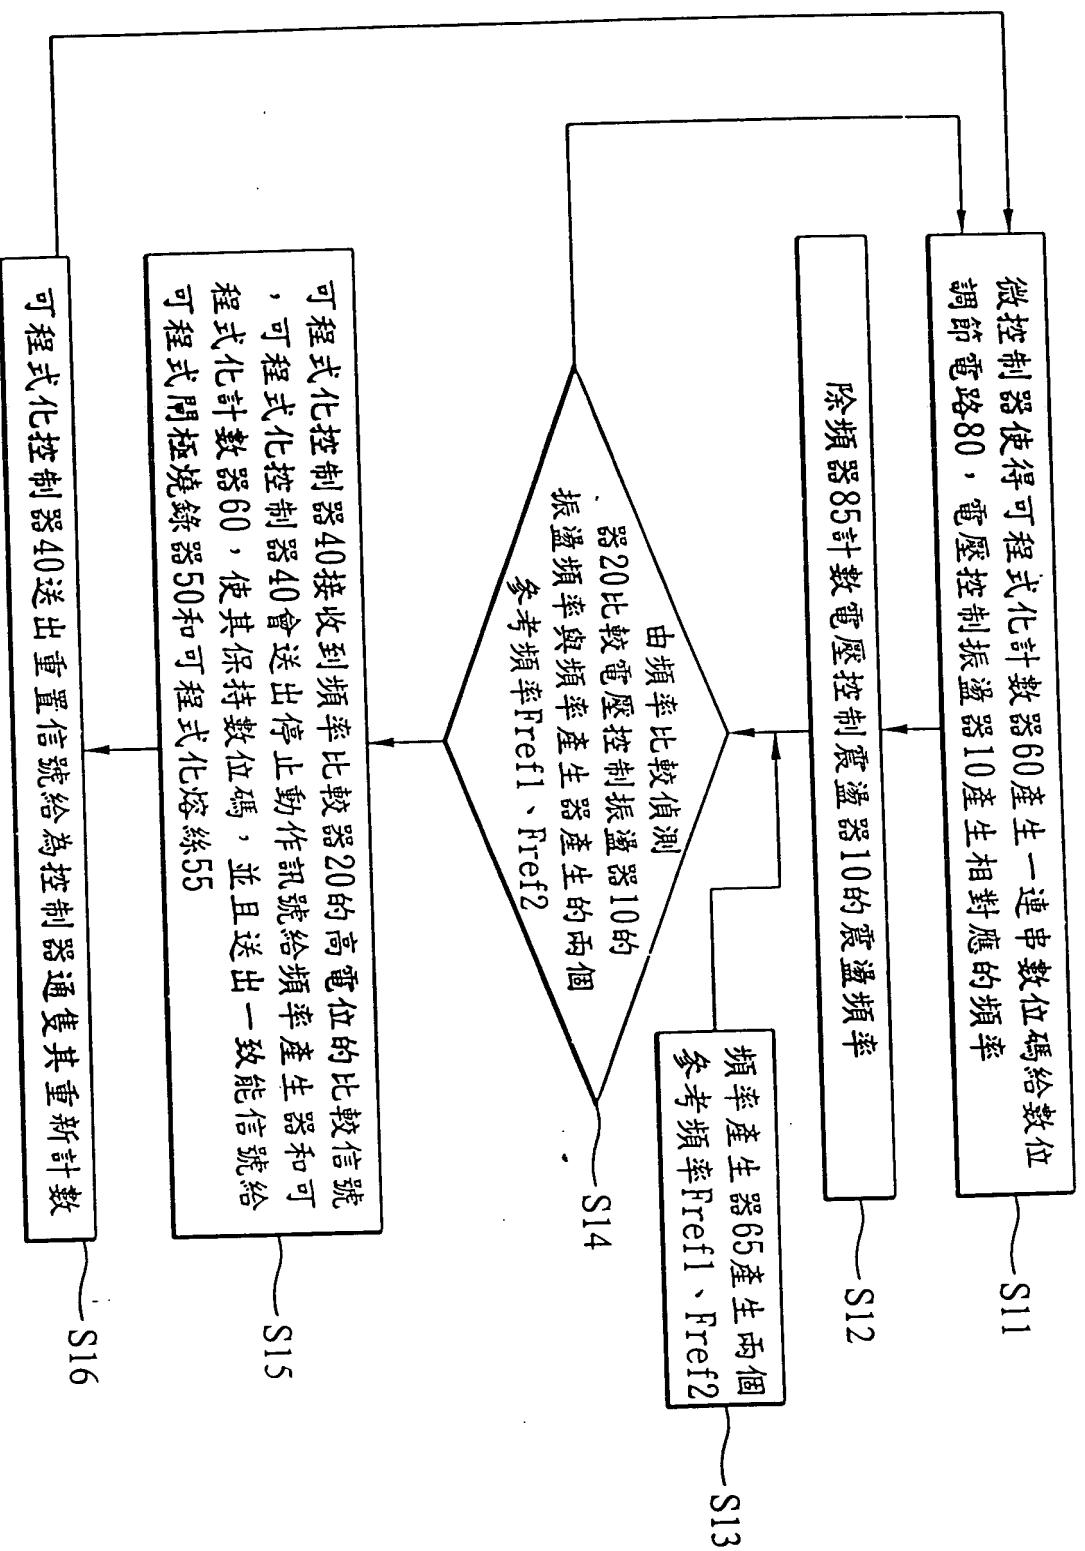 微控制器使得可程式化計數器60產生一連串數位碼給數位
調節電路80，電壓控制振盪器10產生相對應的頻率
S11
除頻器85計數電壓控制震盪器10的震盪頻率
S12
頻率產生器65產生兩個
參考頻率Fref1、Fref2
S13
由頻率比較偵測
器20比較電壓控制振盪器10的
振盪頻率與頻率產生器產生的兩個
參考頻率Fref1、Fref2
S14
可程式化控制器40接收到頻率比較器20的高電位的比較信號
，可程式化控制器40會送出停止動作訊號給頻率產生器和可
程式化計數器60，使其保持數位碼，並且送出一致能信號給
可程式閘極燒錄器50和可程式化熔絲55
S15
可程式化控制器40送出重置信號給為控制器通隻其重新計數
S16